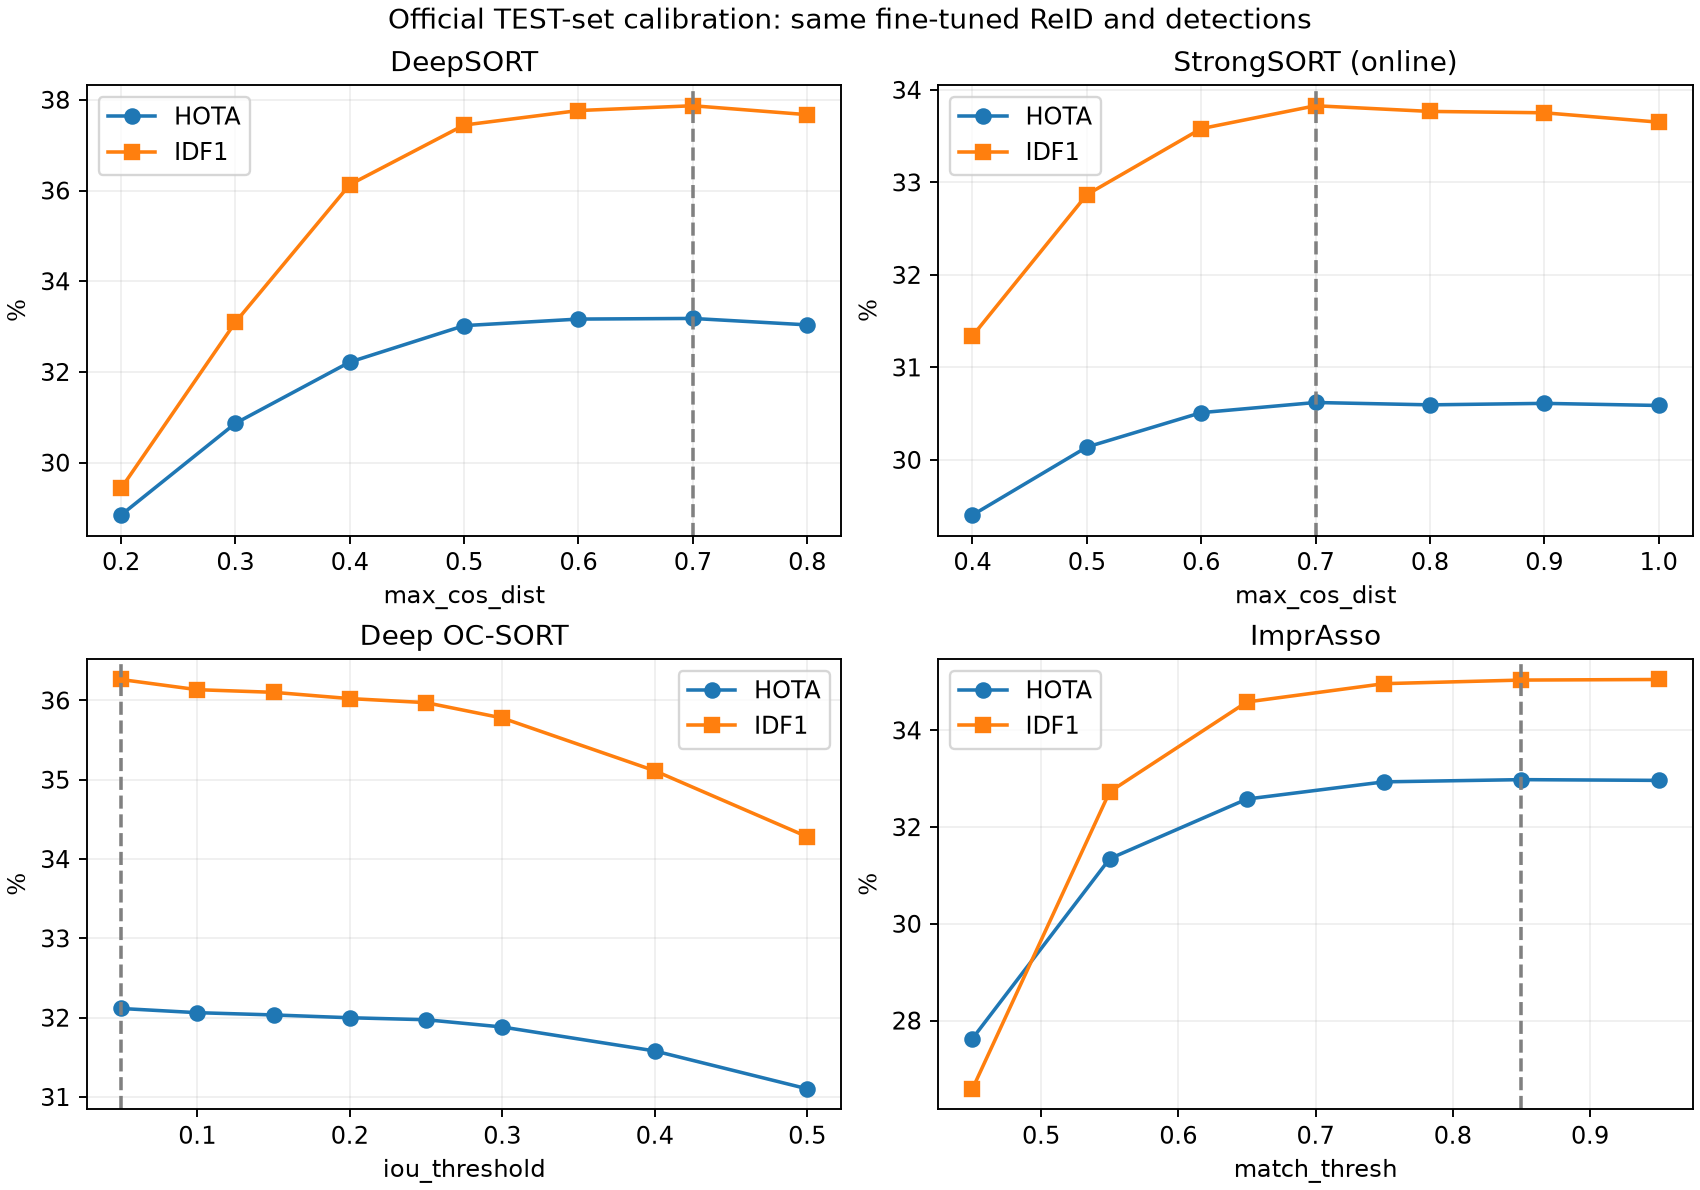 Official TEST-set calibration: same fine-tuned ReID and detections
DeepSORT
HOTA
IDF1
38
36
34
32
30
%
0.2 0.3 0.4 0.5 0.6 0.7 0.8
max_cos_dist
StrongSORT (online)
HOTA
IDF1
34
33
32
31
30
%
0.4 0.5 0.6 0.7 0.8 0.9 1.0
max_cos_dist
Deep OC-SORT
HOTA
IDF1
36
35
34
33
32
31
%
0.1 0.2 0.3 0.4 0.5
iou_threshold
ImprAsso
HOTA
IDF1
34
32
30
28
%
0.5 0.6 0.7 0.8 0.9
match_thresh